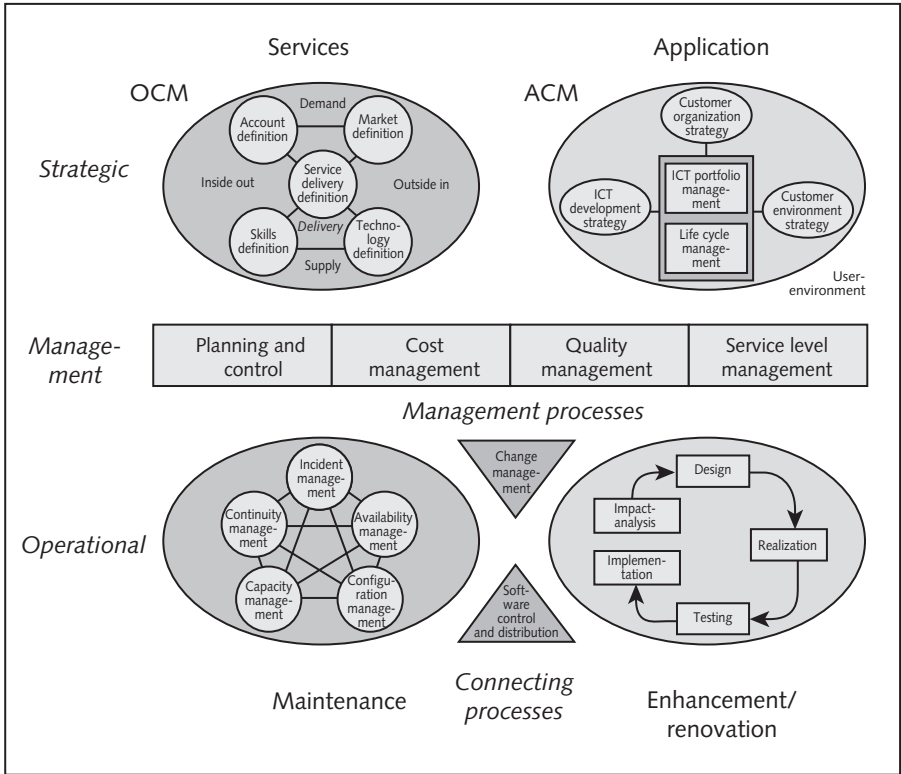 Services
Application
OCM
ACM
Strategic
Demand
Account
definition
Market
definition
Inside out
Service
delivery
definition
Outside in
Skills
definition
Delivery
Techno-
logy
definition
Supply
Customer
organization
strategy
ICT portfolio
manage-
ment
ICT
development
strategy
Customer
environment
strategy
Life cycle
manage-
ment
User-
environment
Manage-
ment
Planning and
control
Cost
management
Quality
management
Service level
management
Management processes
Operational
Incident
manage-
ment
Continuity
manage-
ment
Availability
manage-
ment
Capacity
manage-
ment
Configu-
ration manage-
ment
Change
manage-
ment
Soft-
ware
control
and distribution
Design
Impact-
analysis
Realization
Implemen-
tation
Testing
Maintenance
Connecting
processes
Enhancement/
renovation